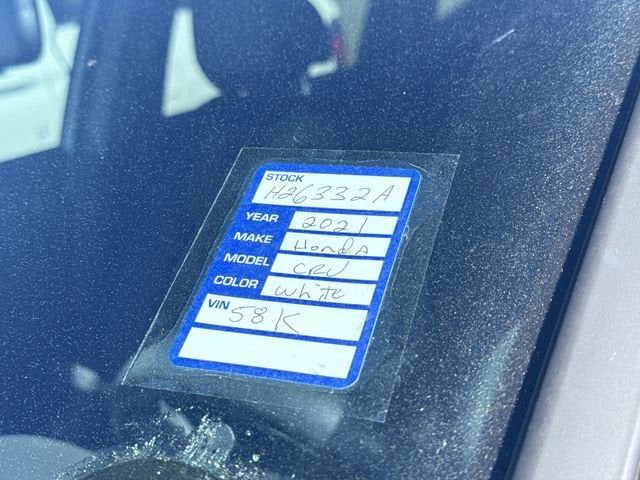 STOCK
H26332A
YEAR 2021
MAKE Honda
MODEL CRV
COLOR White
VIN 58K